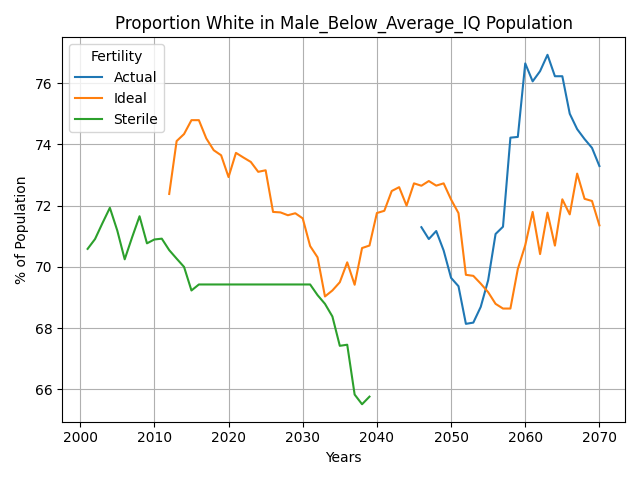 Proportion White in Male_Below_Average_IQ Population
Fertility
Actual
Ideal
Sterile
76
74
72
70
68
66
% of Population
2000 2010 2020 2030 2040 2050 2060 2070
Years